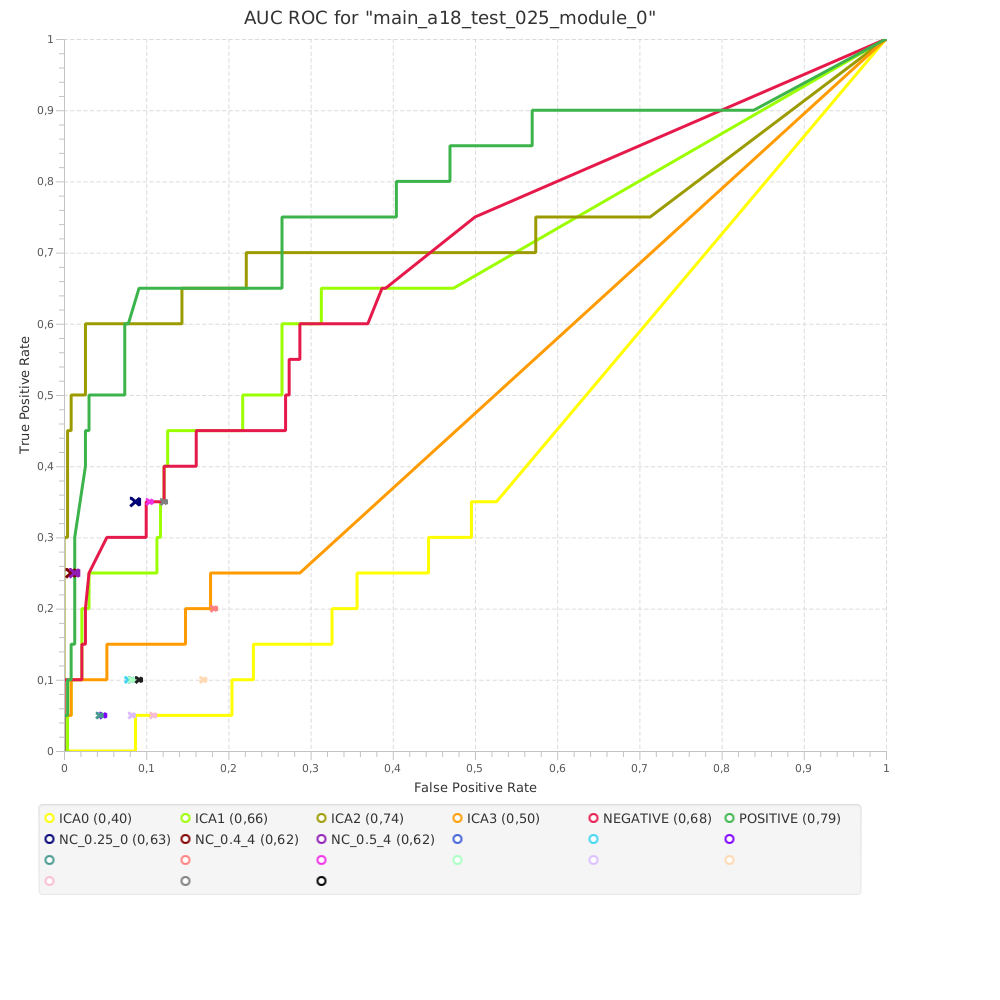 AUC ROC for "main_a18_test_025_module_0"
1
0,9
0,8
0,7
0,6
0,5
0,4
0,3
0,2
0,1
0
True Positive Rate
0 0,1 0,2 0,3 0,4 0,5 0,6 0,7 0,8 0,9 1
False Positive Rate
ICA0 (0,40) ICA1 (0,66) ICA2 (0,74) ICA3 (0,50) NEGATIVE (0,68) POSITIVE (0,79)
NC_0.25_0 (0,63) NC_0.4_4 (0,62) NC_0.5_4 (0,62)